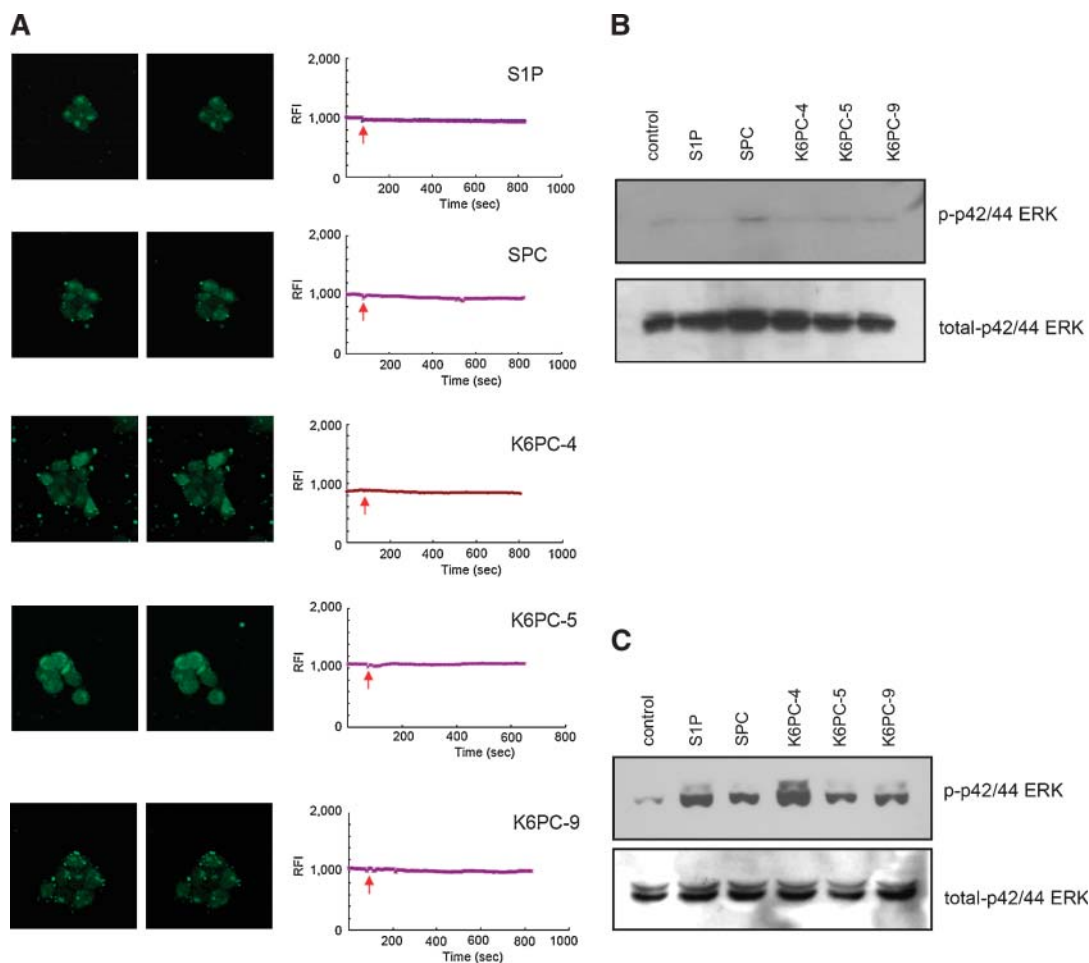 A
2,000
1,000
0
RFI
200 400 600 800 1000
Time (sec)
S1P
2,000
1,000
0
RFI
200 400 600 800 1000
Time (sec)
SPC
2,000
1,000
0
RFI
200 400 600 800 1000
Time (sec)
K6PC-4
2,000
1,000
0
RFI
200 400 600 800
Time (sec)
K6PC-5
2,000
1,000
0
RFI
200 400 600 800 1000
Time (sec)
K6PC-9
B
control S1P SPC K6PC-4 K6PC-5 K6PC-9
p-p42/44 ERK
total-p42/44 ERK
C
control S1P SPC K6PC-4 K6PC-5 K6PC-9
p-p42/44 ERK
total-p42/44 ERK